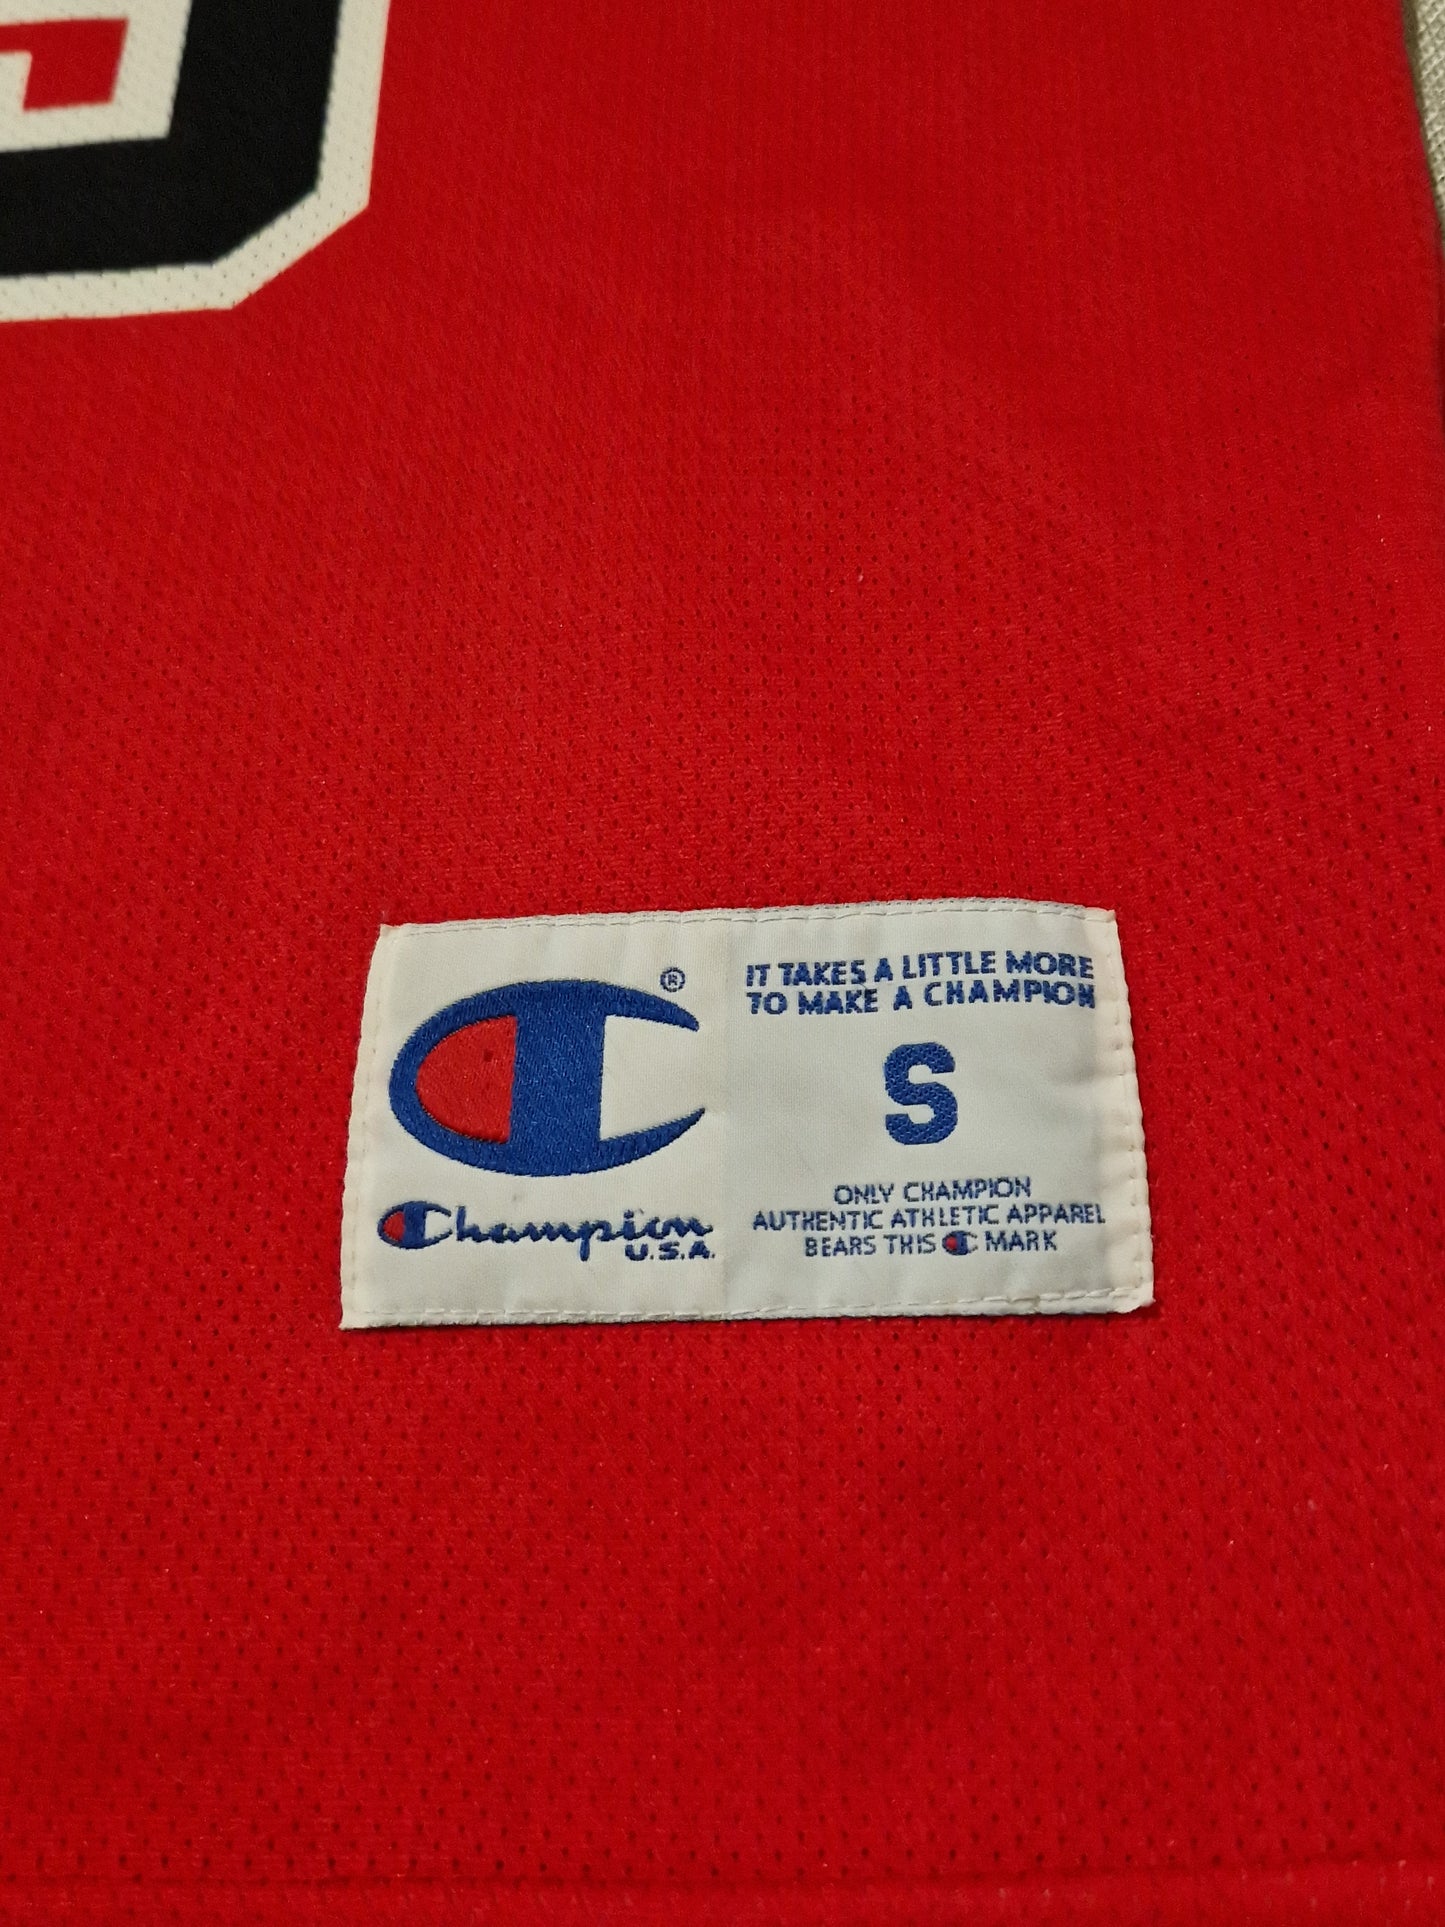 ®
Champion
U.S.A.
IT TAKES A LITTLE MORE
TO MAKE A CHAMPION
S
ONLY CHAMPION
AUTHENTIC ATHLETIC APPAREL
BEARS THIS C MARK